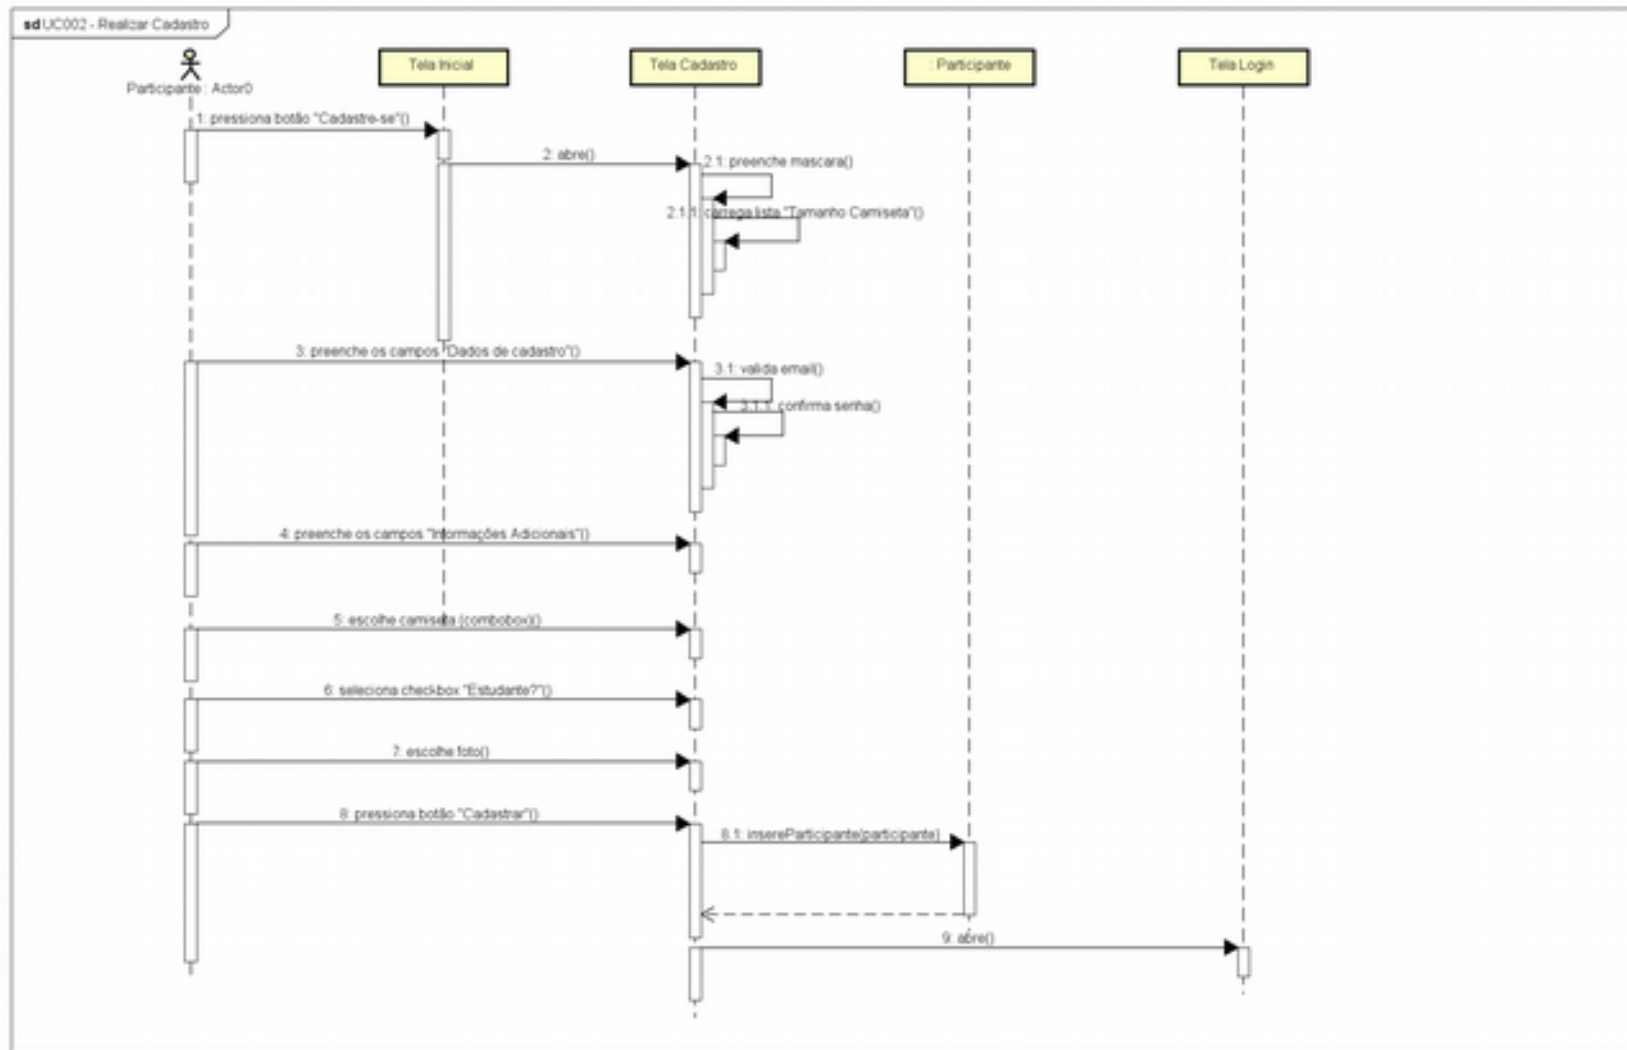 sd UC002 - Realizar Cadastro
Participante : Actor0
Tela Inicial
Tela Cadastro
: Participante
Tela Login
1: pressiona botão "Cadastre-se"()
2: abre()
2.1: preenche mascara()
2.1.1: carrega lista "Tamanho Camiseta"()
3: preenche os campos "Dados de cadastro"()
3.1: valida email()
3.1.1: confirma senha()
4: preenche os campos "Informações Adicionais"()
5: escolhe camiseta (combobox)()
6: seleciona checkbox "Estudante?"()
7: escolhe foto()
8: pressiona botão "Cadastrar"()
8.1: insereParticipante(participante)
9: abre()